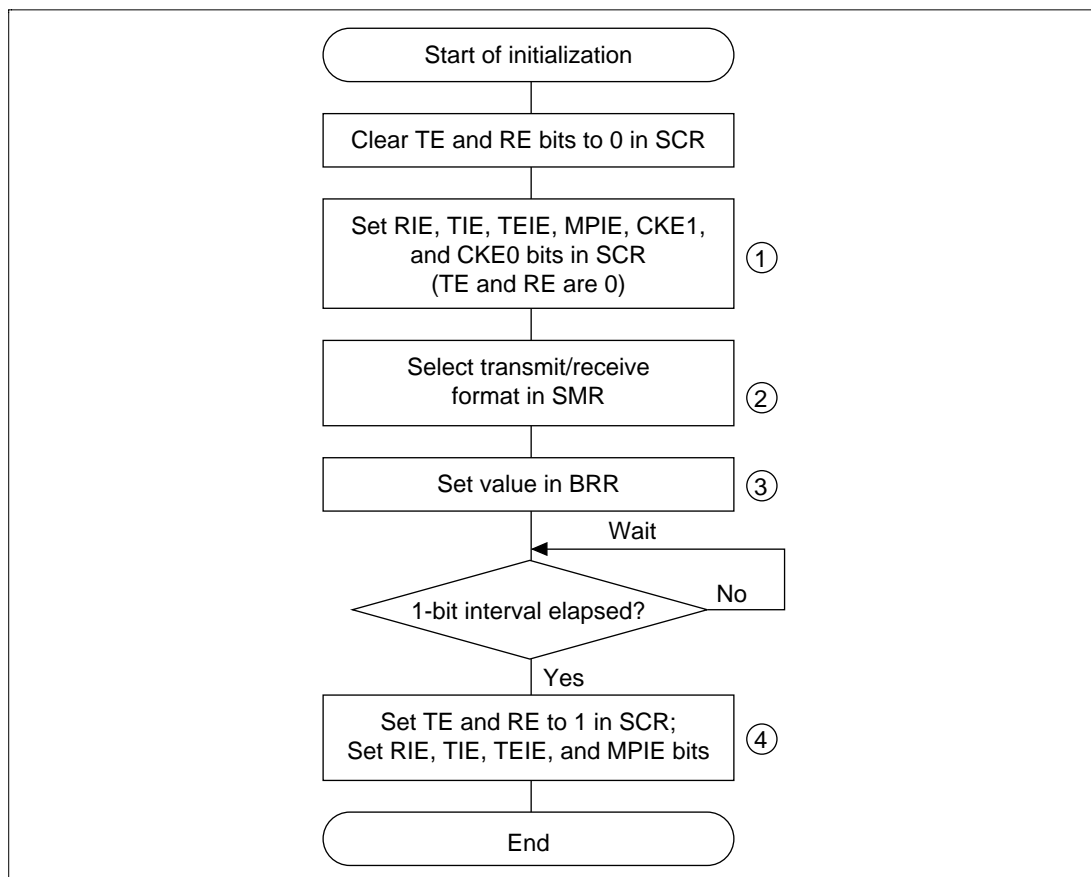 Start of initialization
Clear TE and RE bits to 0 in SCR
Set RIE, TIE, TEIE, MPIE, CKE1,
and CKE0 bits in SCR
(TE and RE are 0)
1
Select transmit/receive
format in SMR
2
Set value in BRR
3
Wait
1-bit interval elapsed?
No
Yes
Set TE and RE to 1 in SCR;
Set RIE, TIE, TEIE, and MPIE bits
4
End